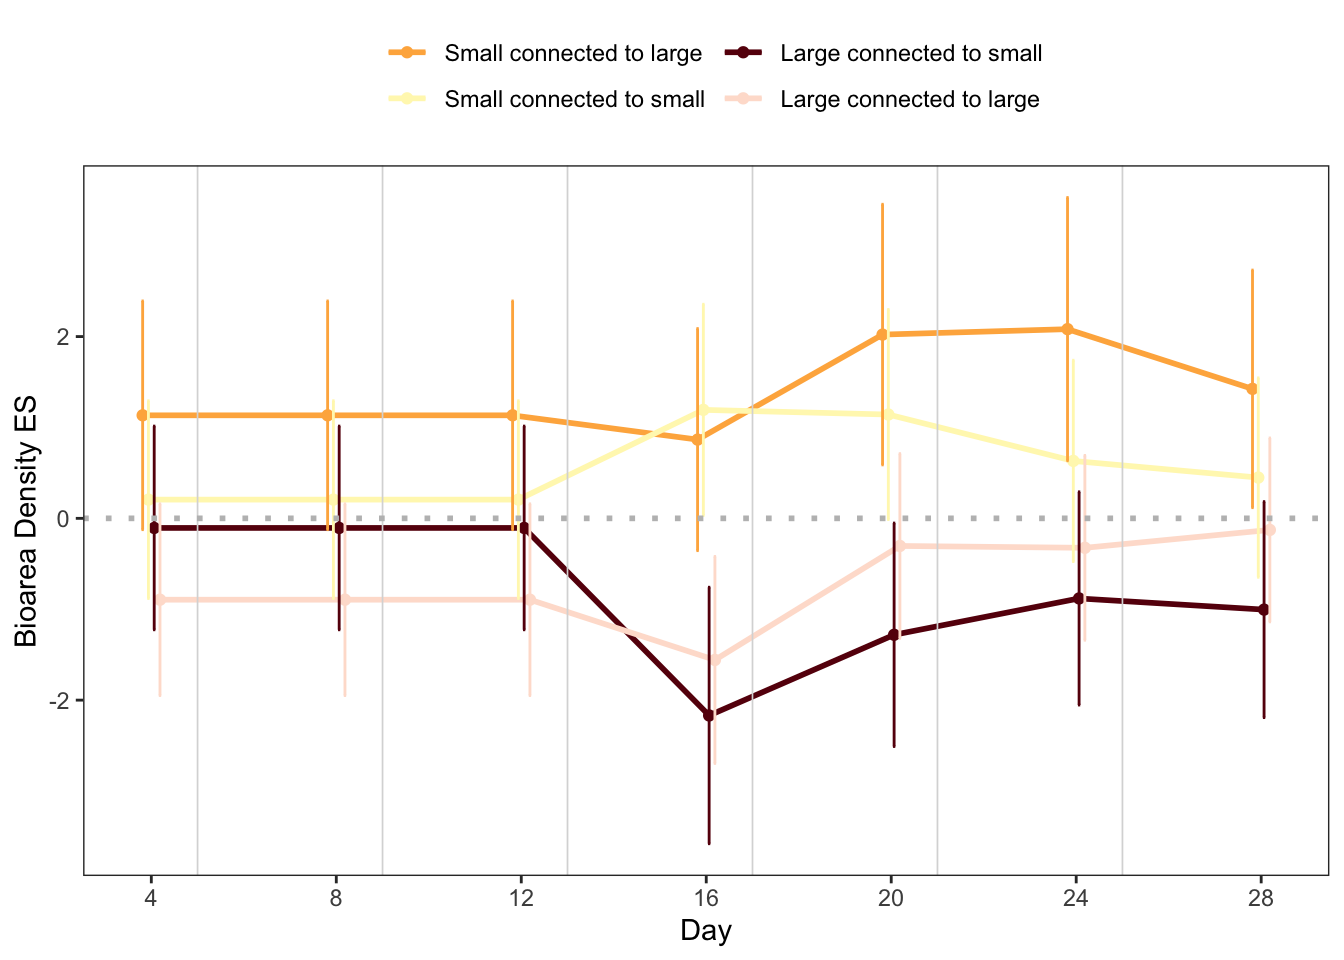 Small connected to large Large connected to small
Small connected to small Large connected to large
Bioarea Density ES
2
0
-2
4 8 12 16 20 24 28
Day